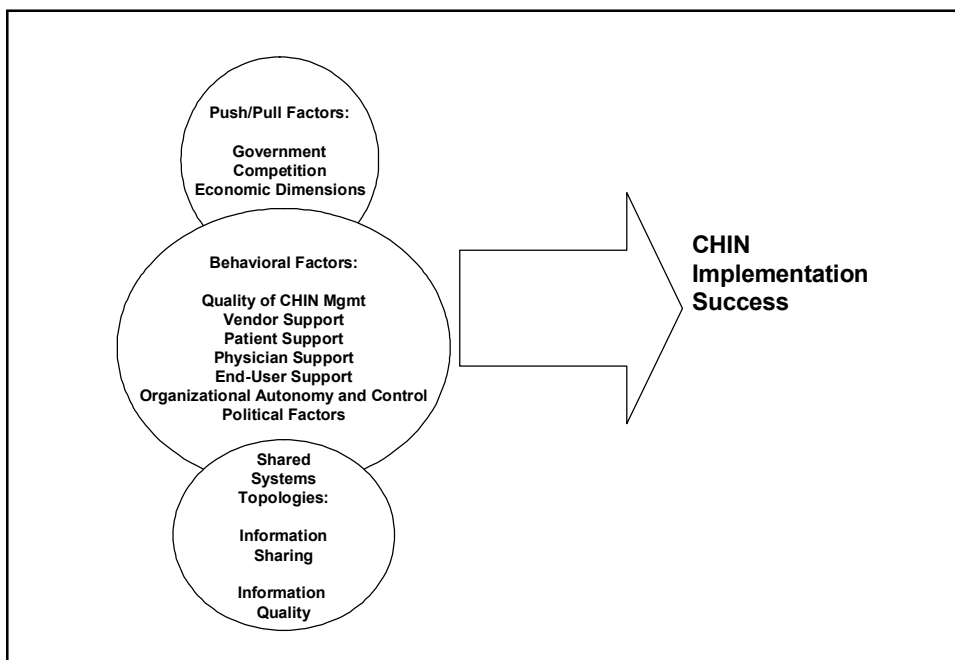 Push/Pull Factors:
Government
Competition
Economic Dimensions
Behavioral Factors:
Quality of CHIN Mgmt
Vendor Support
Patient Support
Physician Support
End-User Support
Organizational Autonomy and Control
Political Factors
Shared
Systems
Topologies:
Information
Sharing
Information
Quality
CHIN
Implementation
Success